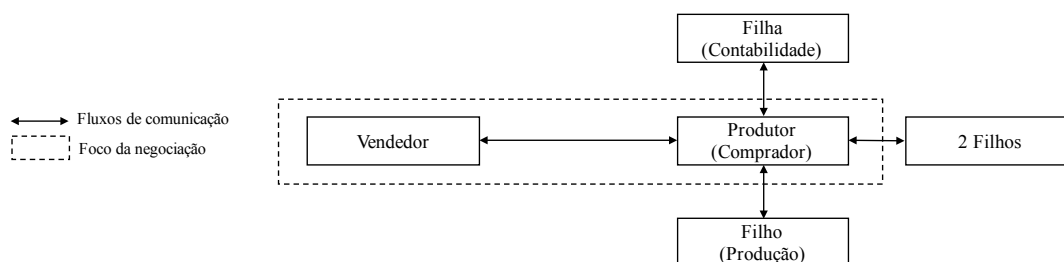 Filha
(Contabilidade)
Fluxos de comunicação
Foco da negociação
Vendedor
Produtor
(Comprador)
2 Filhos
Filho
(Produção)